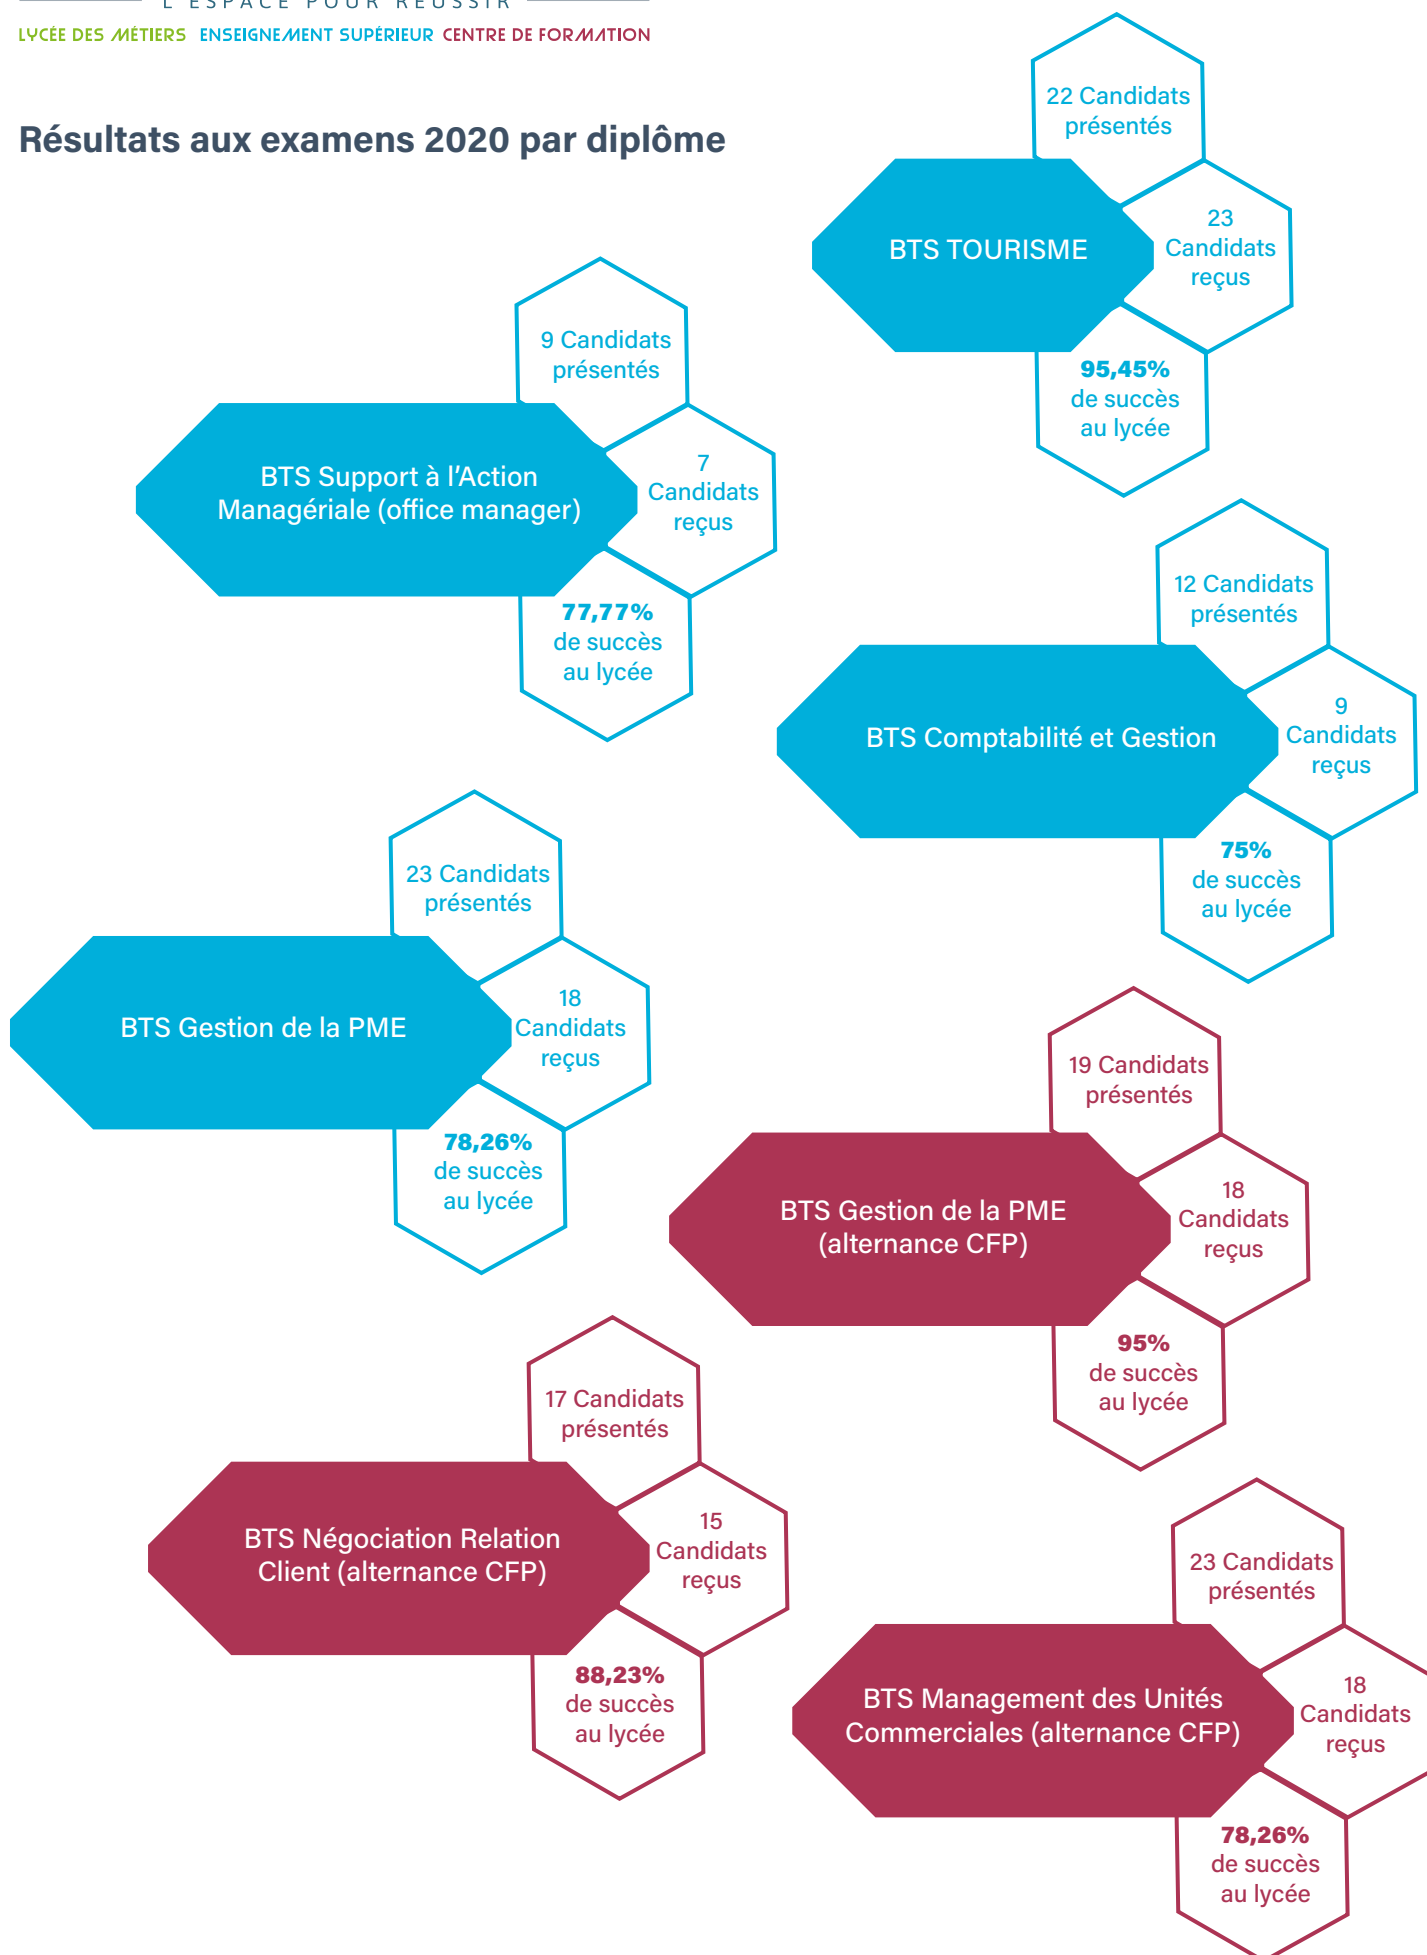 L'ESPACE POUR RÉUSSIR
LYCÉE DES MÉTIERS ENSEIGNEMENT SUPÉRIEUR CENTRE DE FORMATION
Résultats aux examens 2020 par diplôme
22 Candidats
présentés
BTS TOURISME
23
Candidats
reçus
95,45%
de succès
au lycée
9 Candidats
présentés
BTS Support à l'Action
Managériale (office manager)
7
Candidats
reçus
77,77%
de succès
au lycée
12 Candidats
présentés
BTS Comptabilité et Gestion
9
Candidats
reçus
75%
de succès
au lycée
23 Candidats
présentés
BTS Gestion de la PME
18
Candidats
reçus
78,26%
de succès
au lycée
19 Candidats
présentés
BTS Gestion de la PME
(alternance CFP)
18
Candidats
reçus
95%
de succès
au lycée
17 Candidats
présentés
BTS Négociation Relation
Client (alternance CFP)
15
Candidats
reçus
88,23%
de succès
au lycée
23 Candidats
présentés
BTS Management des Unités
Commerciales (alternance CFP)
18
Candidats
reçus
78,26%
de succès
au lycée